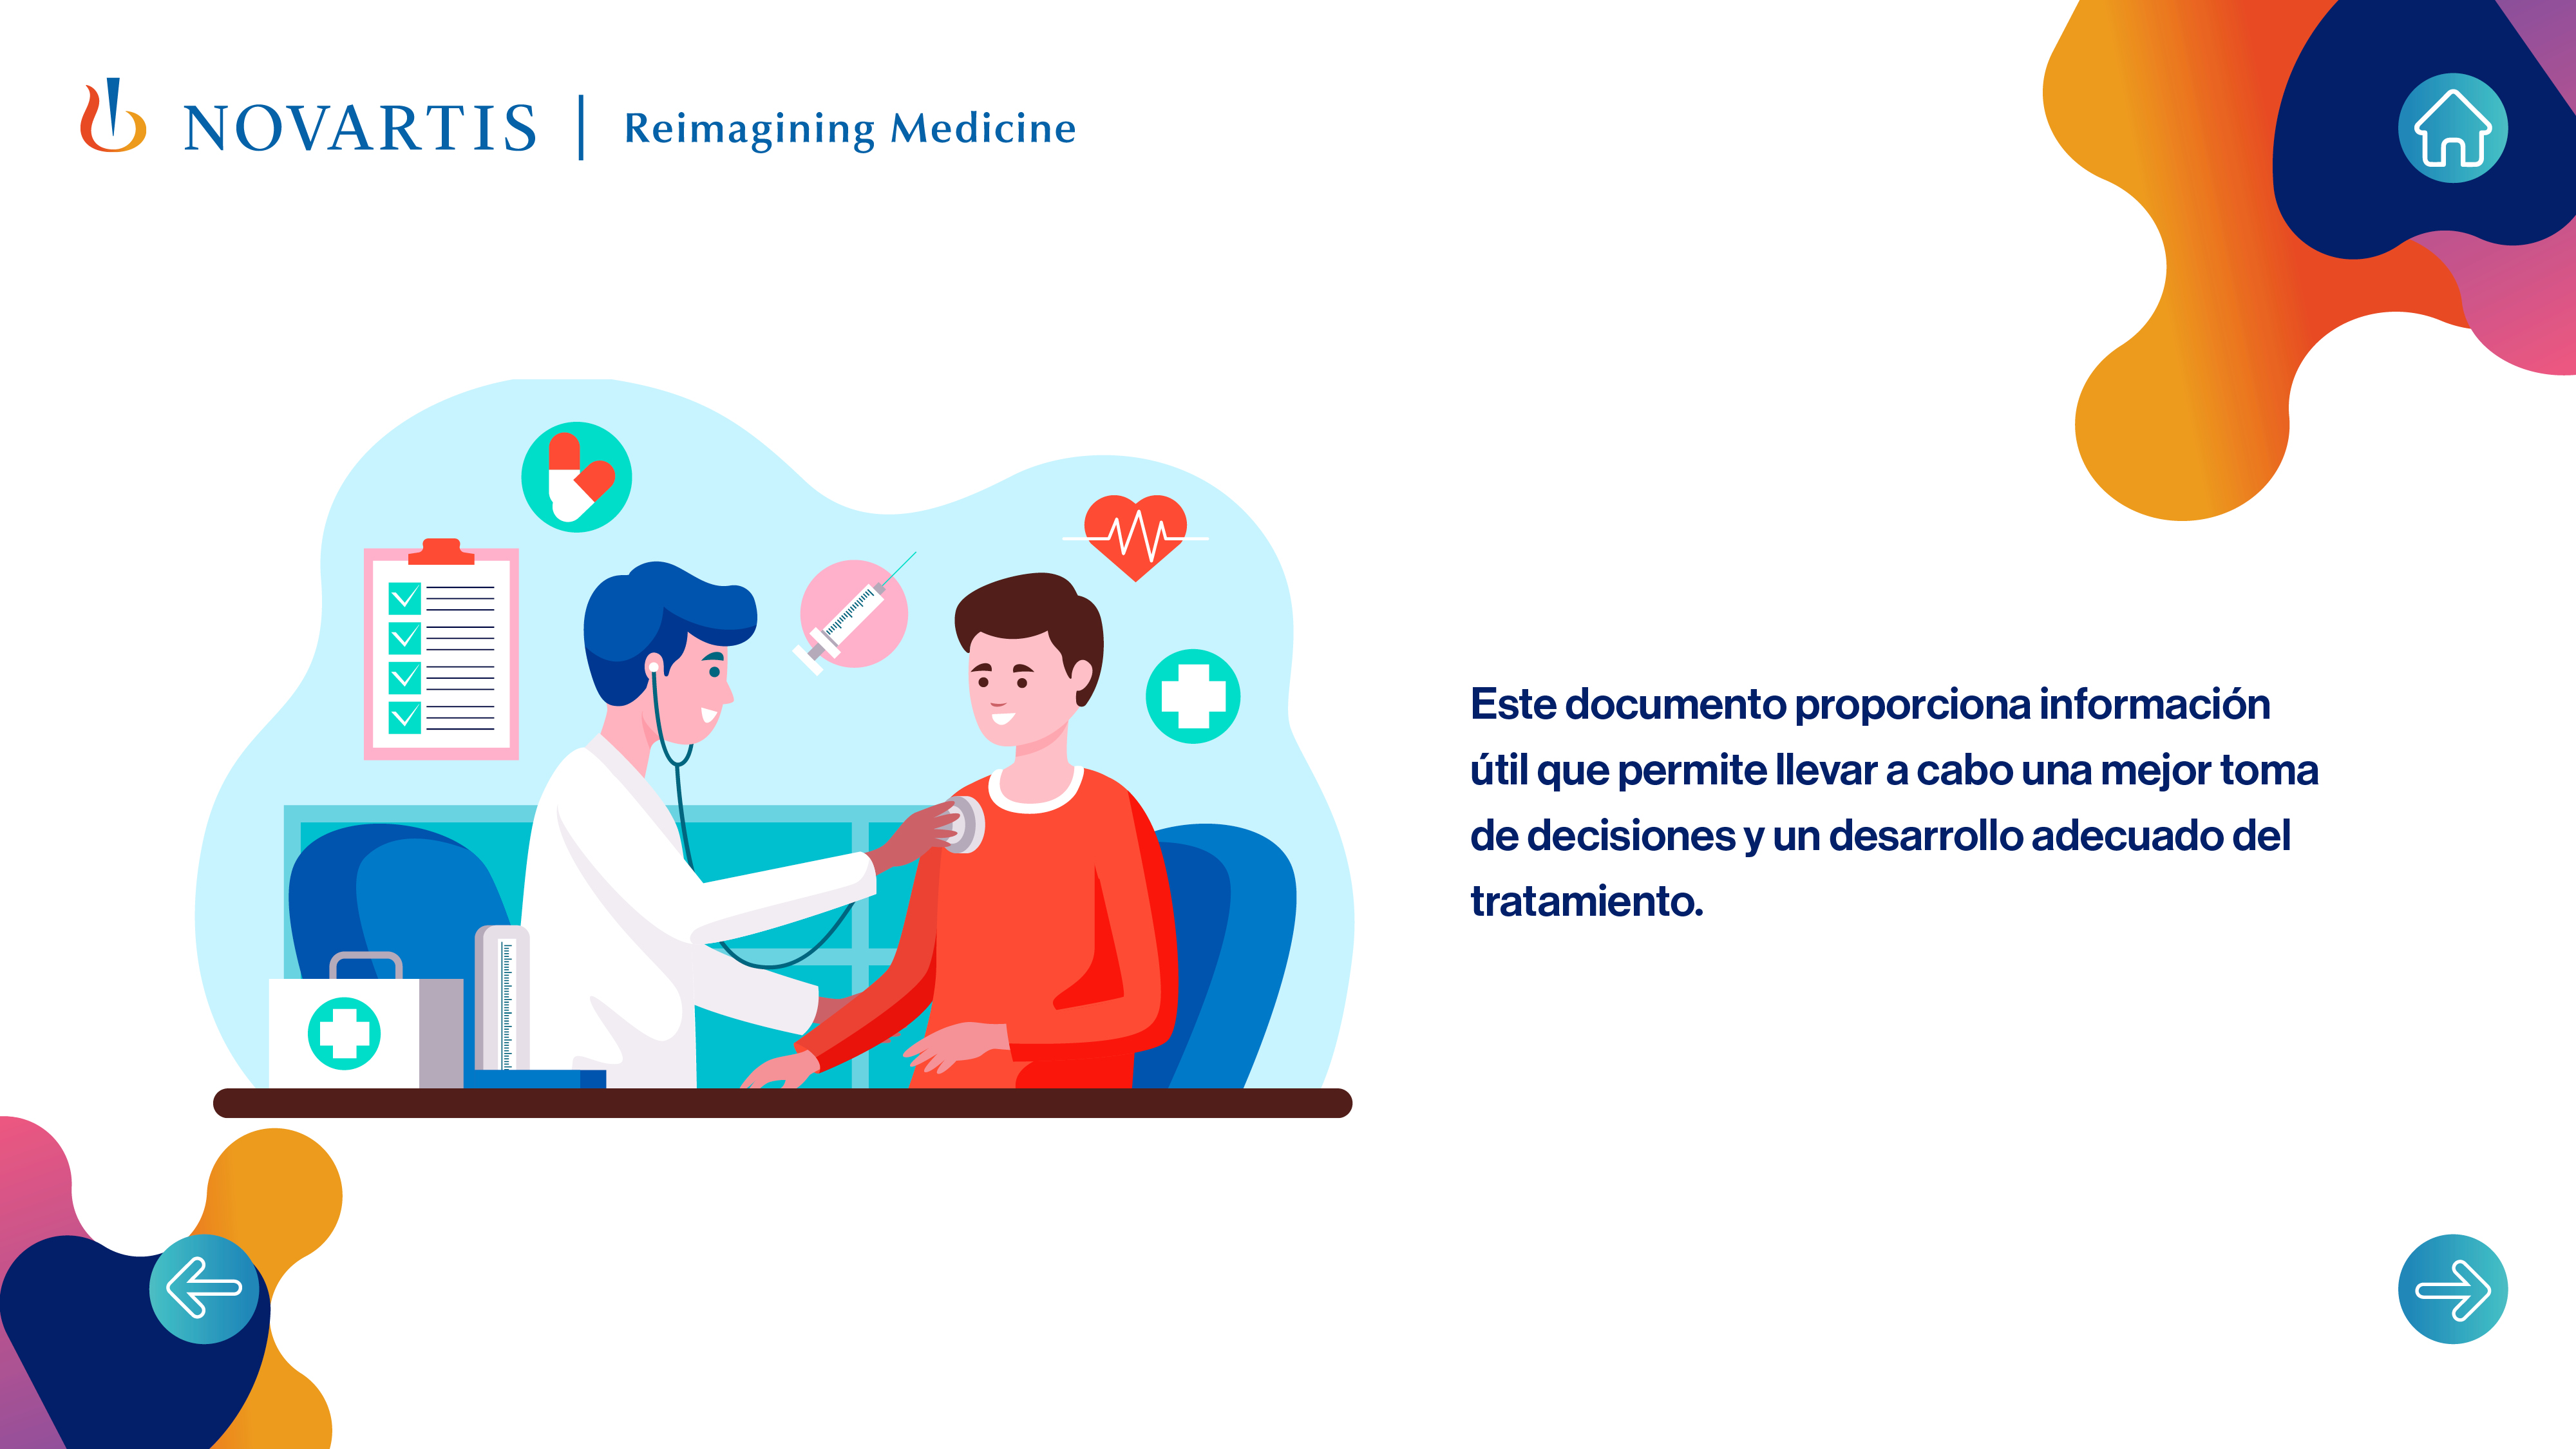 NOVARTIS | Reimagining Medicine
Este documento proporciona información
útil que permite llevar a cabo una mejor toma
de decisiones y un desarrollo adecuado del
tratamiento.